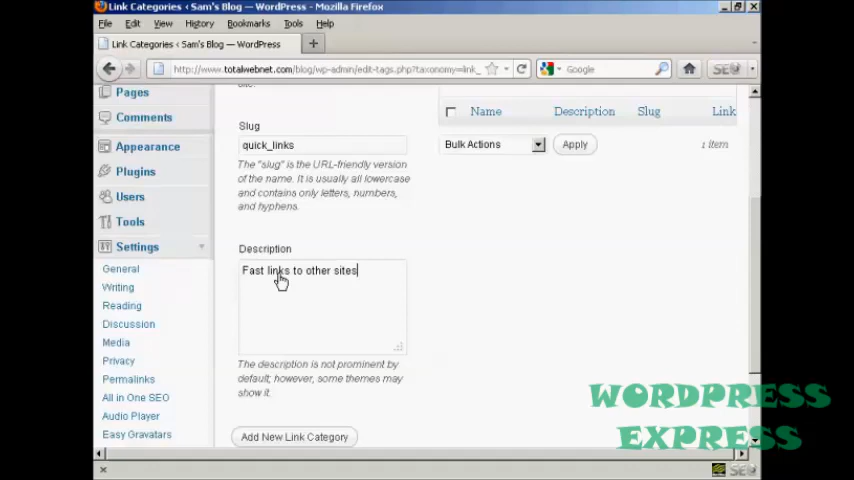 Link Categories ‹ Sam's Blog — WordPress - Mozilla Firefox
File Edit View History Bookmarks Tools Help
Link Categories ‹ Sam's Blog — WordPress
http://www.totalwebnet.com/blog/wp-admin/edit-tags.php?taxonomy=link_
Google
SEO
Pages
Comments
Appearance
Plugins
Users
Tools
Settings
General
Writing
Reading
Discussion
Media
Privacy
Permalinks
All in One SEO
Audio Player
Easy Gravatars
site.
Slug
quick_links
The "slug" is the URL-friendly version
of the name. It is usually all lowercase
and contains only letters, numbers,
and hyphens.
Description
Fast links to other sites
The description is not prominent by
default; however, some themes may
show it.
Add New Link Category
Name Description Slug Link
Bulk Actions Apply 1 item
WORDPRESS
EXPRESS
SEO